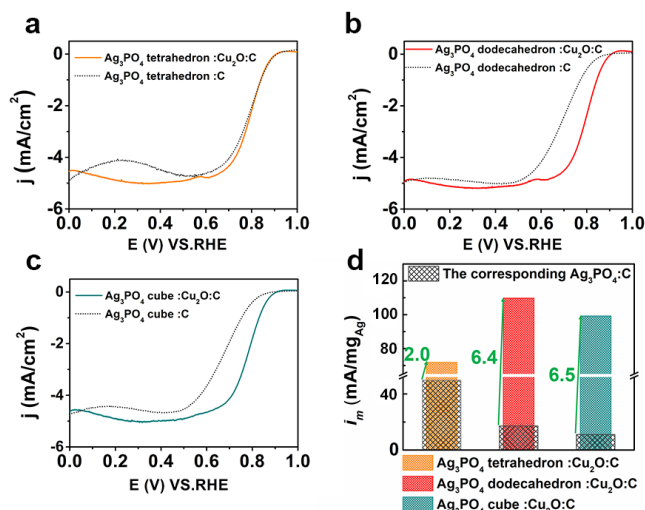 a
Ag₃PO₄ tetrahedron :Cu₂O:C
Ag₃PO₄ tetrahedron :C
0
-2
-4
-6
j (mA/cm²)
0.0 0.2 0.4 0.6 0.8 1.0
E (V) VS.RHE
b
Ag₃PO₄ dodecahedron :Cu₂O:C
Ag₃PO₄ dodecahedron :C
0
-2
-4
-6
j (mA/cm²)
0.0 0.2 0.4 0.6 0.8 1.0
E (V) VS.RHE
c
Ag₃PO₄ cube :Cu₂O:C
Ag₃PO₄ cube :C
0
-2
-4
-6
j (mA/cm²)
0.0 0.2 0.4 0.6 0.8 1.0
E (V) VS.RHE
d
The corresponding Ag₃PO₄:C
120
100
80
40
0
iₘ (mA/mg_Ag)
2.0
6.4
6.5
Ag₃PO₄ tetrahedron :Cu₂O:C
Ag₃PO₄ dodecahedron :Cu₂O:C
Ag₃PO₄ cube :Cu₂O:C